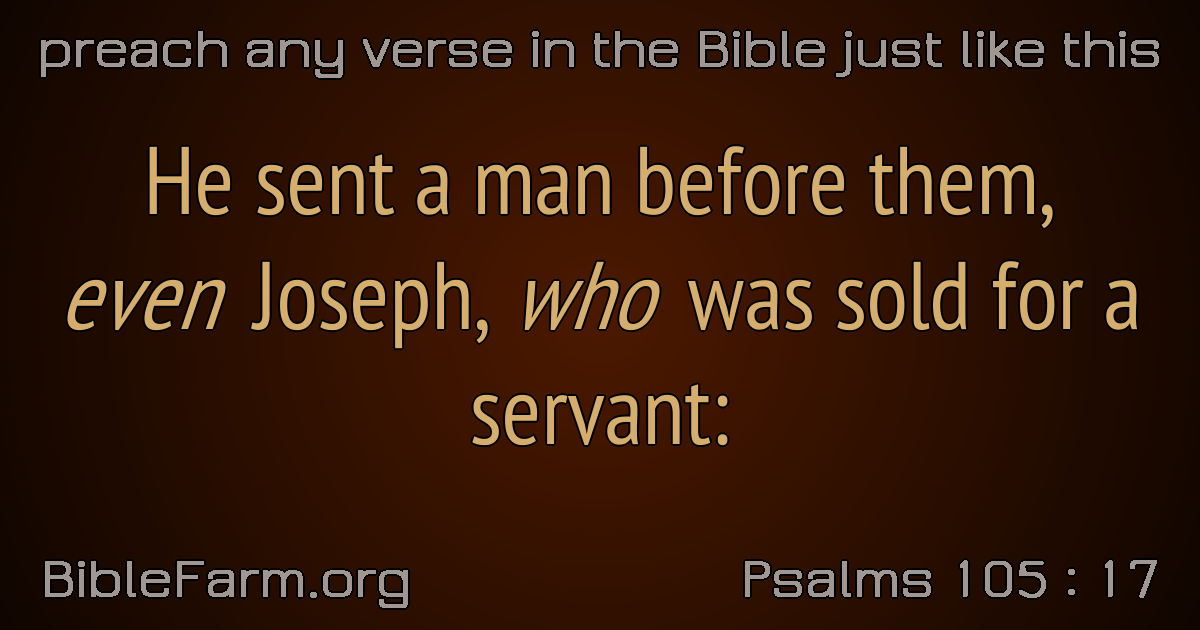 preach any verse in the Bible just like this
He sent a man before them,
even Joseph, who was sold for a
servant:
BibleFarm.org
Psalms 105 : 17